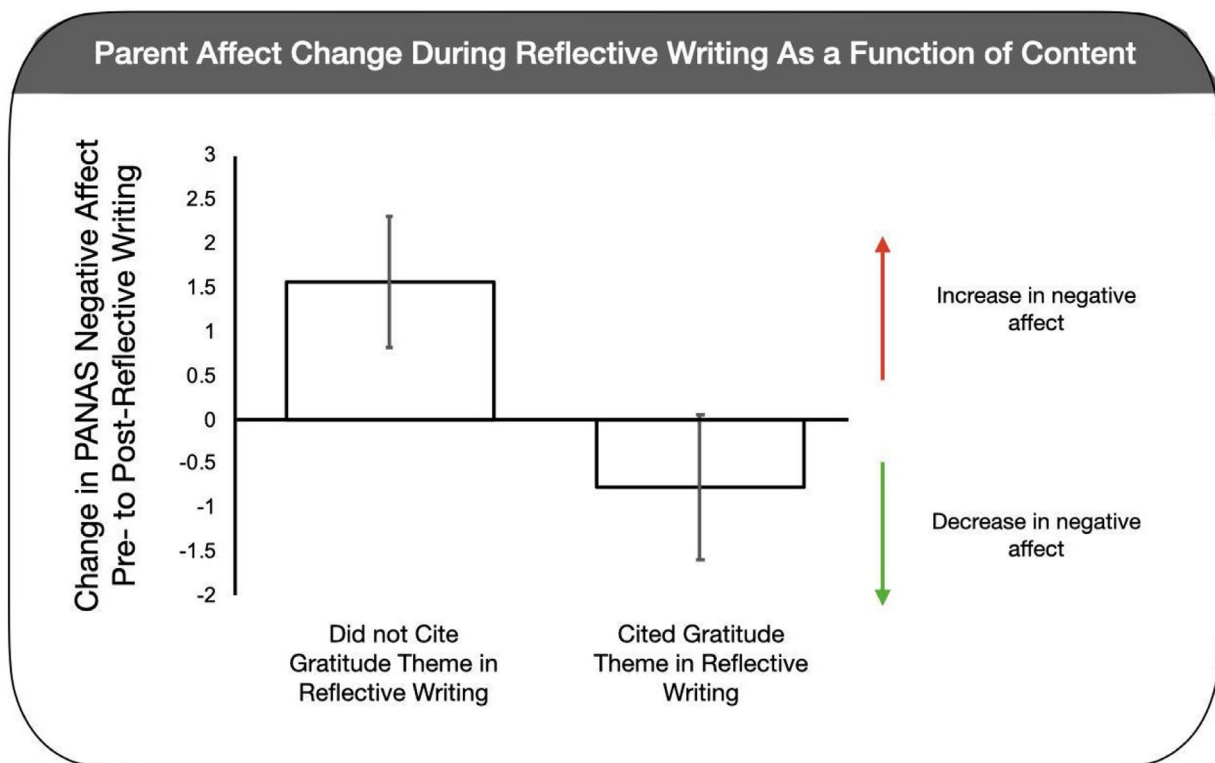 Parent Affect Change During Reflective Writing As a Function of Content
Change in PANAS Negative Affect
Pre- to Post-Reflective Writing
3
2.5
2
1.5
1
0.5
0
-0.5
-1
-1.5
-2
Increase in negative
affect
Decrease in negative
affect
Did not Cite
Gratitude Theme in
Reflective Writing
Cited Gratitude
Theme in Reflective
Writing